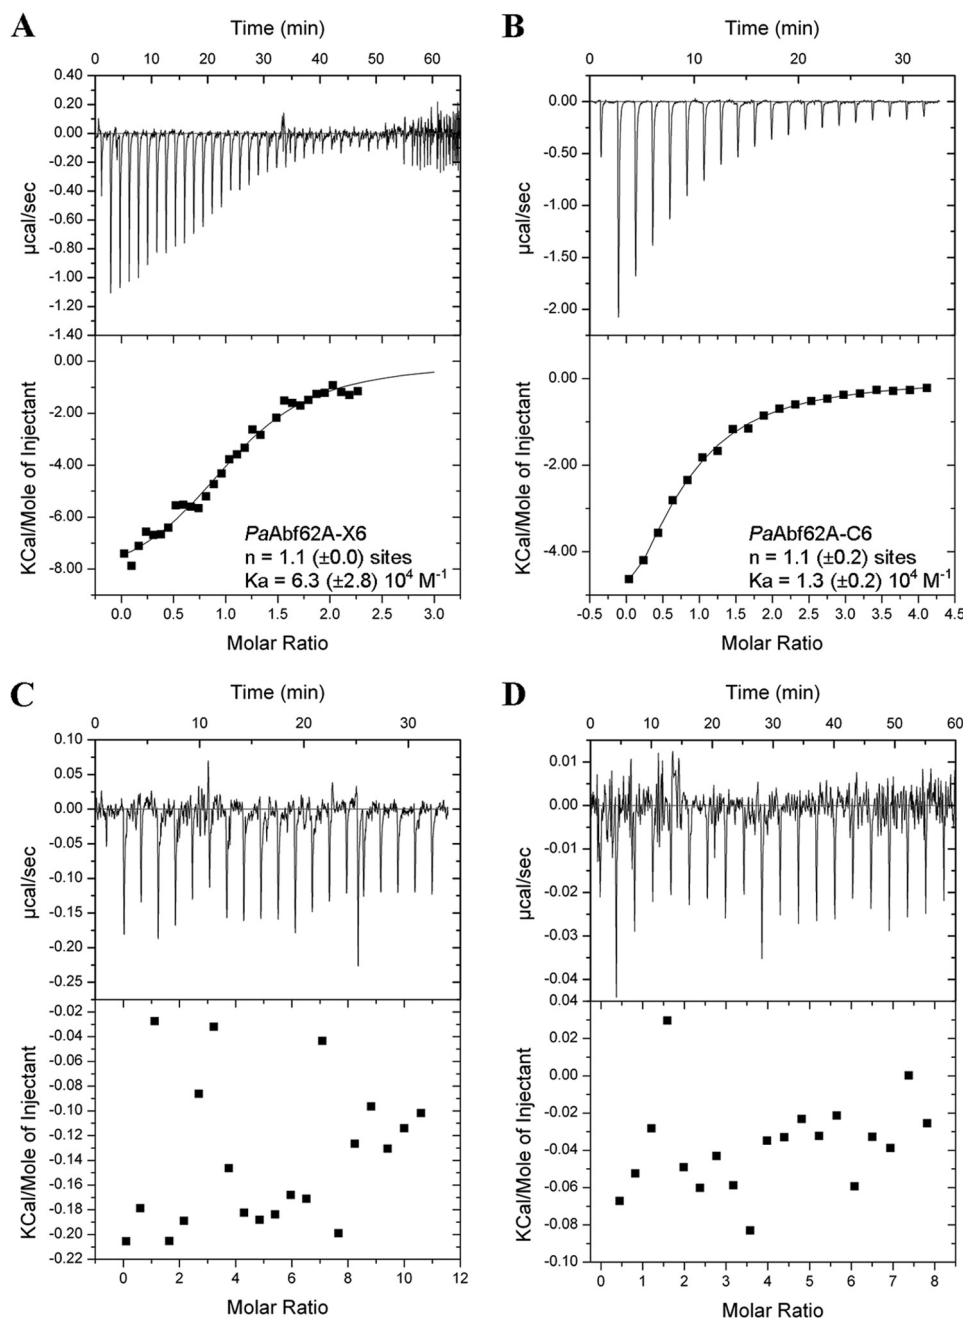 A
Time (min)
0 10 20 30 40 50 60
0.40
0.20
0.00
-0.20
-0.40
-0.60
-0.80
-1.00
-1.20
-1.40
µcal/sec
0.00
-2.00
-4.00
-6.00
-8.00
KCal/Mole of Injectant
PaAbf62A-X6
n = 1.1 (±0.0) sites
Ka = 6.3 (±2.8) 10⁴ M⁻¹
0.0 0.5 1.0 1.5 2.0 2.5 3.0
Molar Ratio
B
Time (min)
0 10 20 30
0.00
-0.50
-1.00
-1.50
-2.00
µcal/sec
0.00
-2.00
-4.00
KCal/Mole of Injectant
PaAbf62A-C6
n = 1.1 (±0.2) sites
Ka = 1.3 (±0.2) 10⁴ M⁻¹
-0.5 0.0 0.5 1.0 1.5 2.0 2.5 3.0 3.5 4.0 4.5
Molar Ratio
C
Time (min)
0 10 20 30
0.10
0.05
0.00
-0.05
-0.10
-0.15
-0.20
-0.25
µcal/sec
-0.02
-0.04
-0.06
-0.08
-0.10
-0.12
-0.14
-0.16
-0.18
-0.20
-0.22
KCal/Mole of Injectant
0 2 4 6 8 10 12
Molar Ratio
D
Time (min)
0 10 20 30 40 50 60
0.01
0.00
-0.01
-0.02
-0.03
-0.04
µcal/sec
0.04
0.02
0.00
-0.02
-0.04
-0.06
-0.08
-0.10
KCal/Mole of Injectant
0 1 2 3 4 5 6 7 8
Molar Ratio